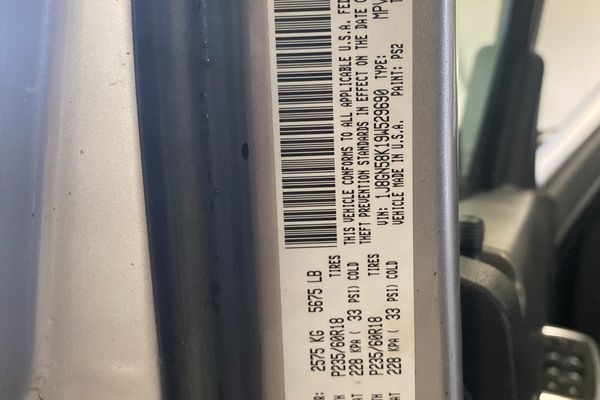 2575 KG 5675 LB
P235/60R18 TIRES
228 KPA ( 33 PSI) COLD
P235/60R18 TIRES
228 KPA ( 33 PSI) COLD
THIS VEHICLE CONFORMS TO ALL APPLICABLE U.S.A. FED
THEFT PREVENTION STANDARDS IN EFFECT ON THE DATE
VIN: 1J8GN58K19W529690 TYPE: MPV
VEHICLE MADE IN U.S.A. PAINT: PS2